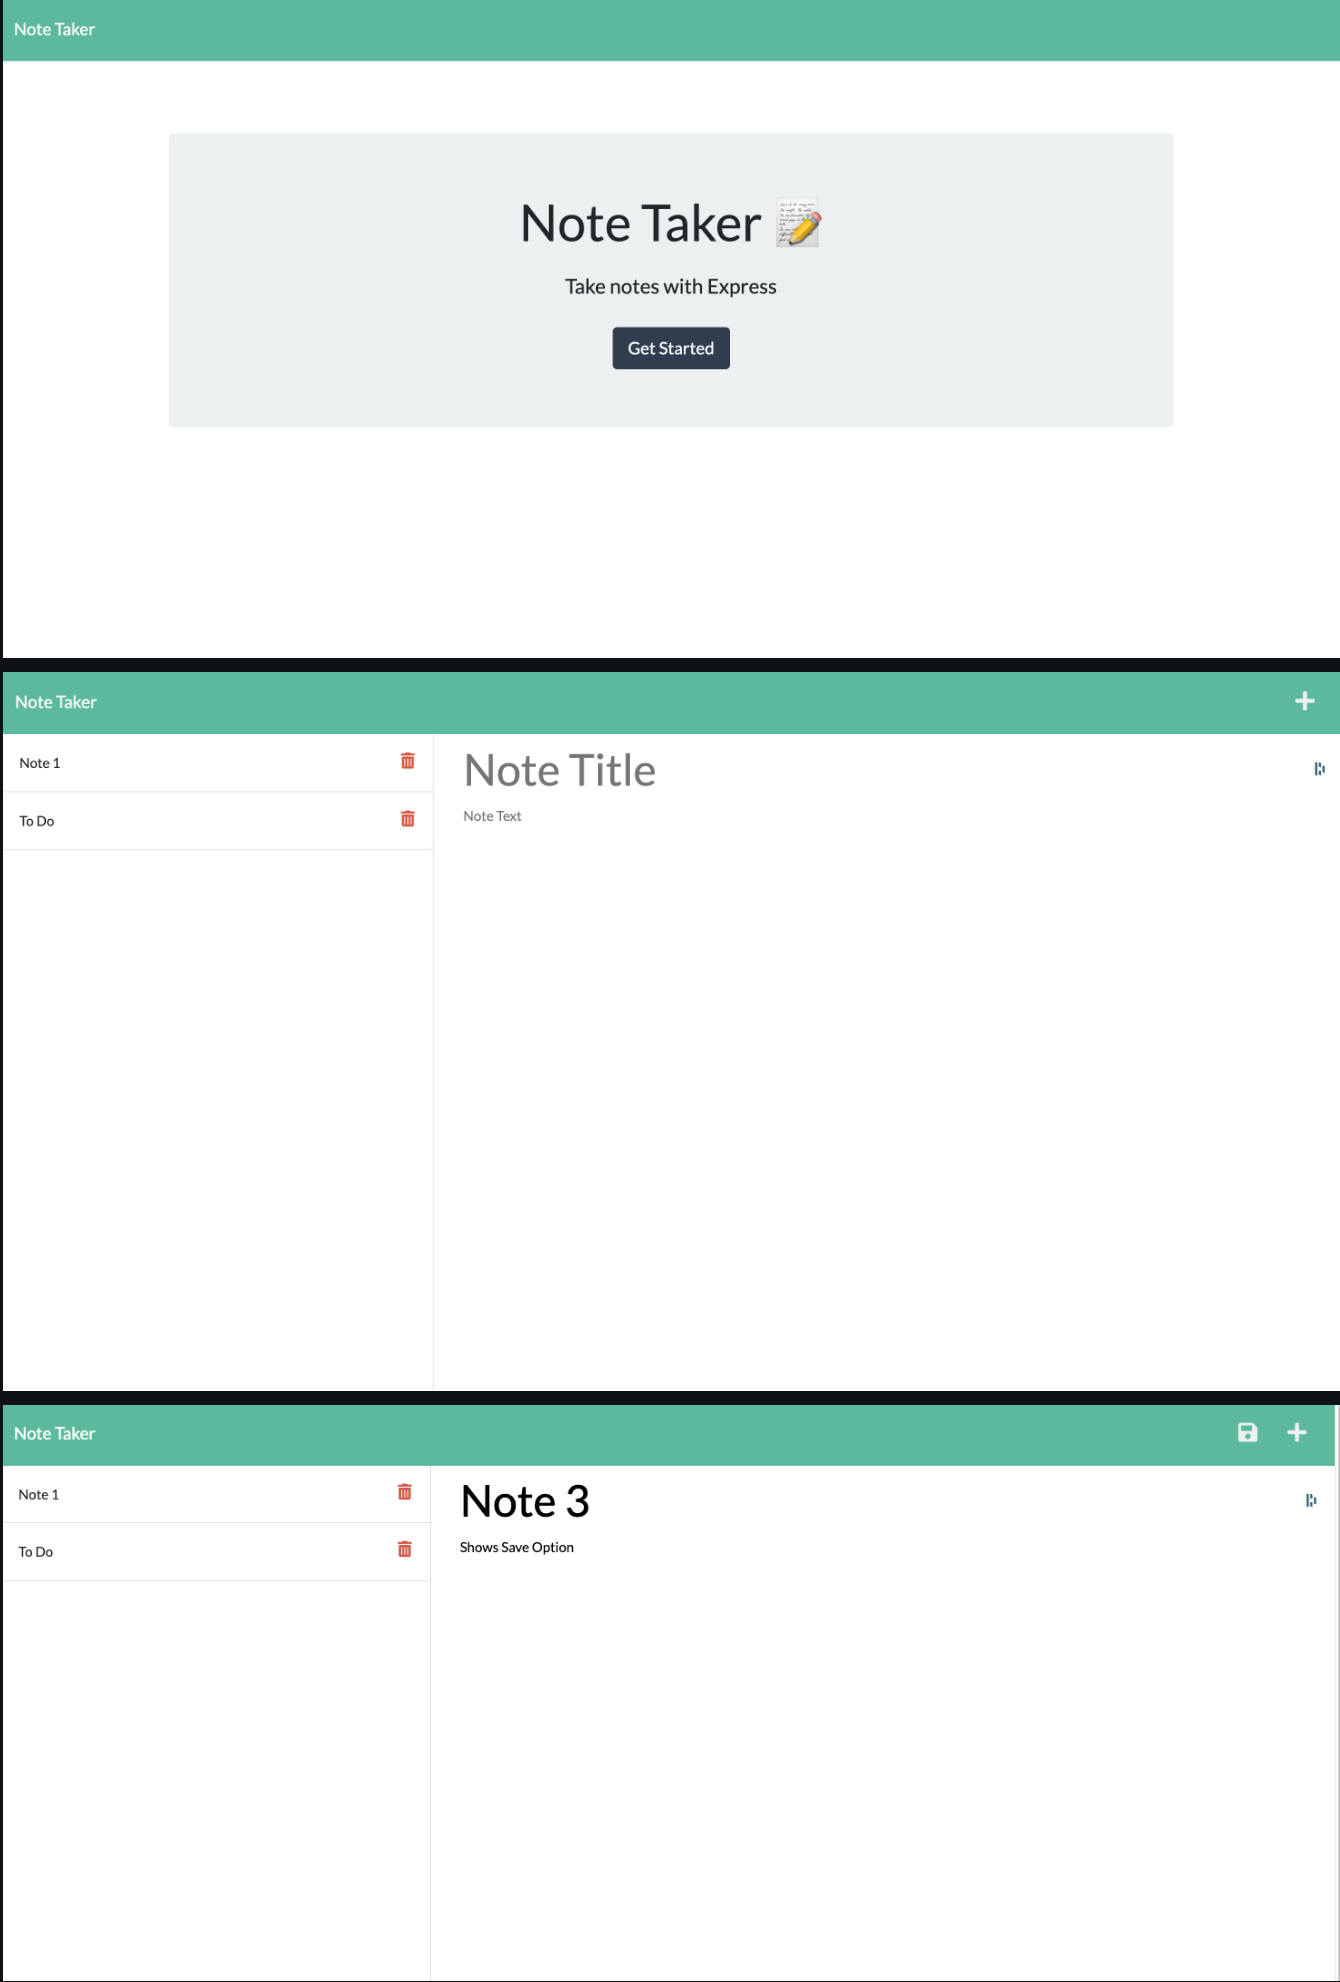 Note Taker
Note Taker
Take notes with Express
Get Started
Note Taker
Note 1
To Do
Note Title
Note Text
Note Taker
Note 1
To Do
Note 3
Shows Save Option